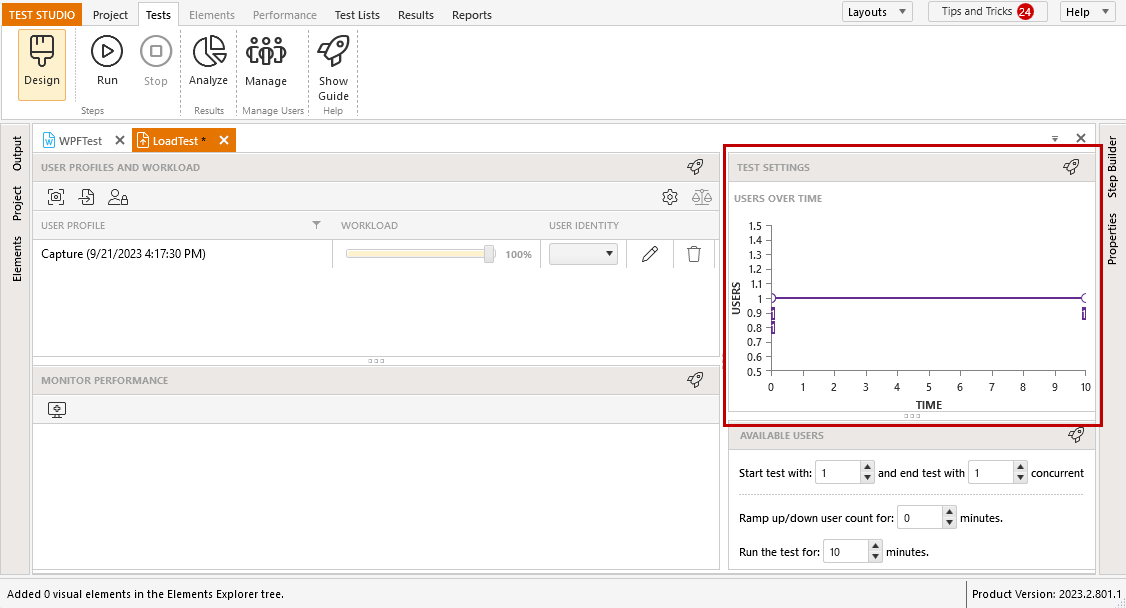 TEST STUDIO Project Tests Elements Performance Test Lists Results Reports Layouts Tips and Tricks 24 Help
Design Run Stop Analyze Manage Show Guide
Steps Results Manage Users Help
Output
Project
Elements
WPFTest LoadTest *
USER PROFILES AND WORKLOAD
USER PROFILE WORKLOAD USER IDENTITY
Capture (9/21/2023 4:17:30 PM) 100%
MONITOR PERFORMANCE
TEST SETTINGS
USERS OVER TIME
USERS
1.5
1.4
1.3
1.2
1.1
1
0.9
0.8
0.7
0.6
0.5
1
1
1
0 1 2 3 4 5 6 7 8 9 10
TIME
AVAILABLE USERS
Start test with: 1 and end test with 1 concurrent
Ramp up/down user count for: 0 minutes.
Run the test for: 10 minutes.
Step Builder
Properties
Added 0 visual elements in the Elements Explorer tree. Product Version: 2023.2.801.1